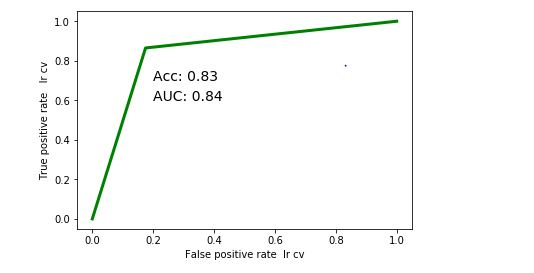 1.0
0.8
0.6
0.4
0.2
0.0
True positive rate lr cv
Acc: 0.83
AUC: 0.84
0.0 0.2 0.4 0.6 0.8 1.0
False positive rate lr cv